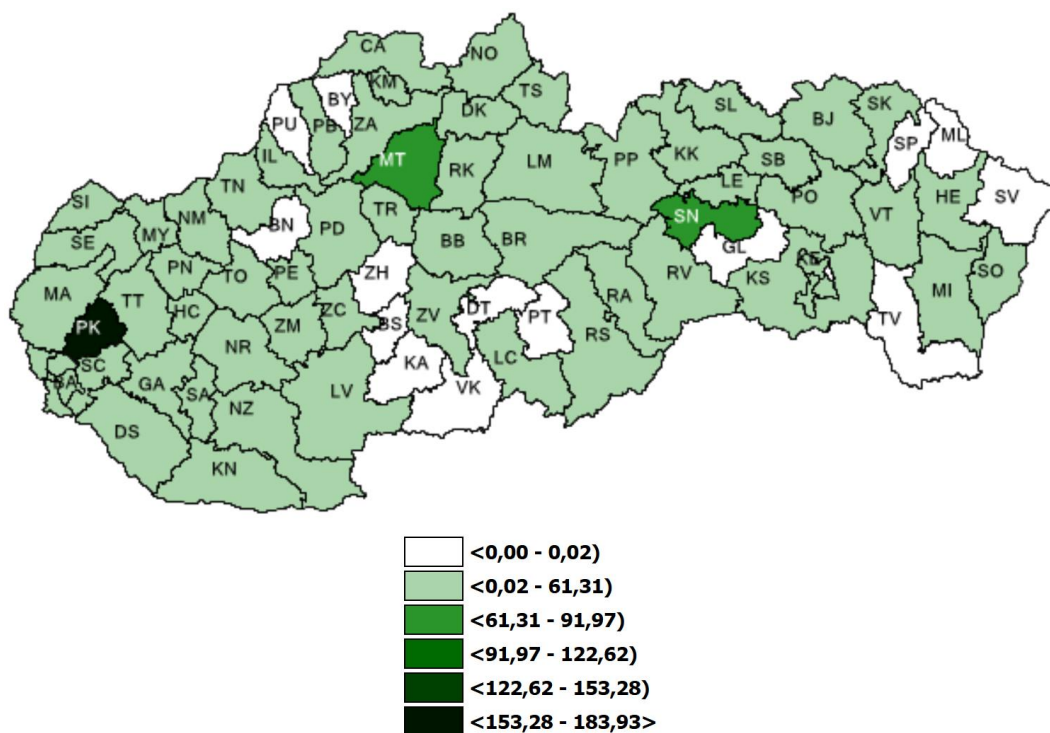 CA
NO
KM
BY
TS
PU
PB
ZA
DK
SL
SK
BJ
ML
SP
IL
MT
RK
LM
PP
KK
SB
LE
TN
SI
NM
BN
TR
SN
PO
VT
HE
SV
SE
MY
PD
BB
BR
GL
PN
TO
PE
ZH
RV
KS
KE
SO
MA
TT
HC
ZM
ZC
BS
ZV
DT
PT
RA
MI
TV
PK
NR
RS
SC
BA
GA
SA
NZ
LV
KA
VK
LC
DS
KN
<0,00 - 0,02)
<0,02 - 61,31)
<61,31 - 91,97)
<91,97 - 122,62)
<122,62 - 153,28)
<153,28 - 183,93>